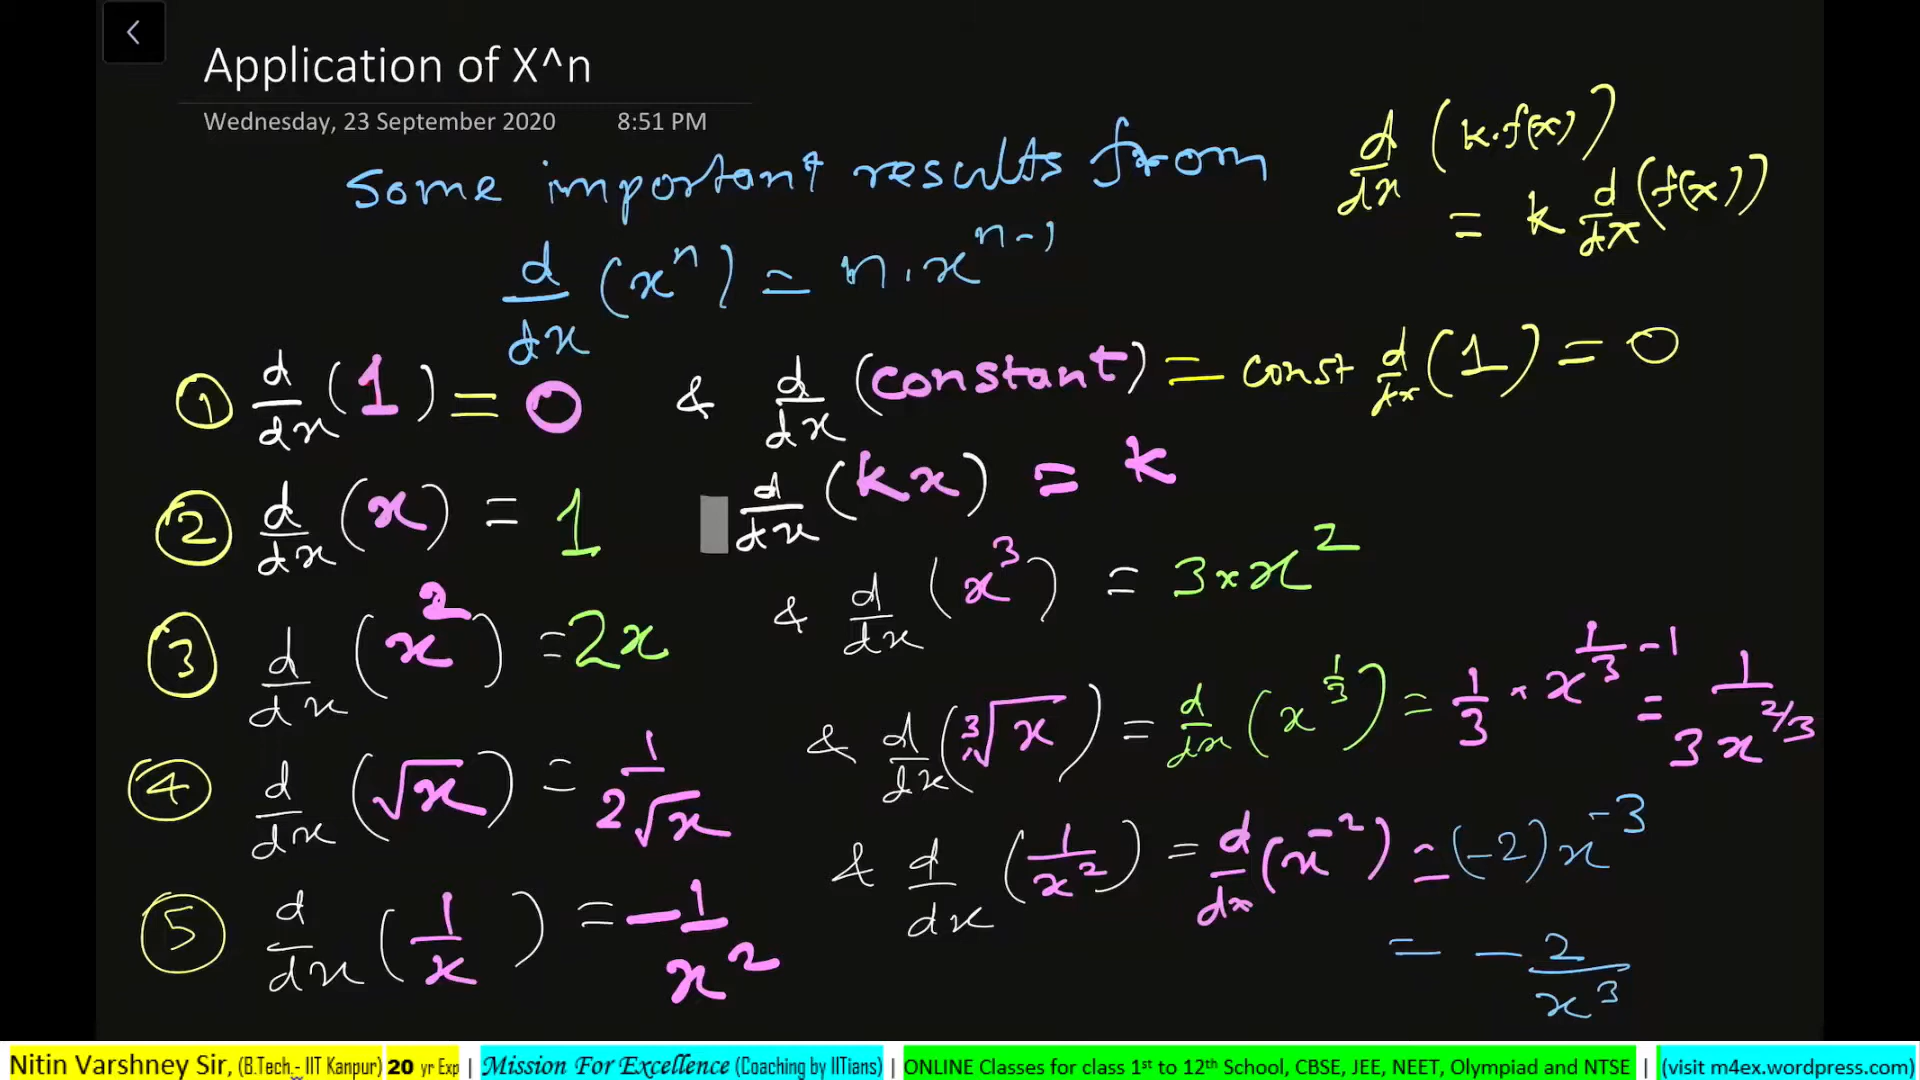 Application of X^n
Wednesday, 23 September 2020 8:51 PM
d/dx (k.f(x))
= k d/dx (f(x))
Some important results from
d/dx (x^n) = n.x^(n-1)
① d/dx (1) = 0 & d/dx (constant) = const d/dx (1) = 0
② d/dx (x) = 1 d/dx (kx) = k
③ d/dx (x^2) = 2x & d/dx (x^3) = 3×x^2
④ d/dx (√x) = 1/(2√x) & d/dx (∛x) = d/dx (x^(1/3)) = 1/3 × x^(1/3 - 1) = 1/(3x^(2/3))
⑤ d/dx (1/x) = -1/x^2 & d/dx (1/x^2) = d/dx (x^-2) = (-2)x^-3
= -2/x^3
Nitin Varshney Sir, (B.Tech.- IIT Kanpur) 20 yr Exp | Mission For Excellence (Coaching by IITians) | ONLINE Classes for class 1st to 12th School, CBSE, JEE, NEET, Olympiad and NTSE | (visit m4ex.wordpress.com)